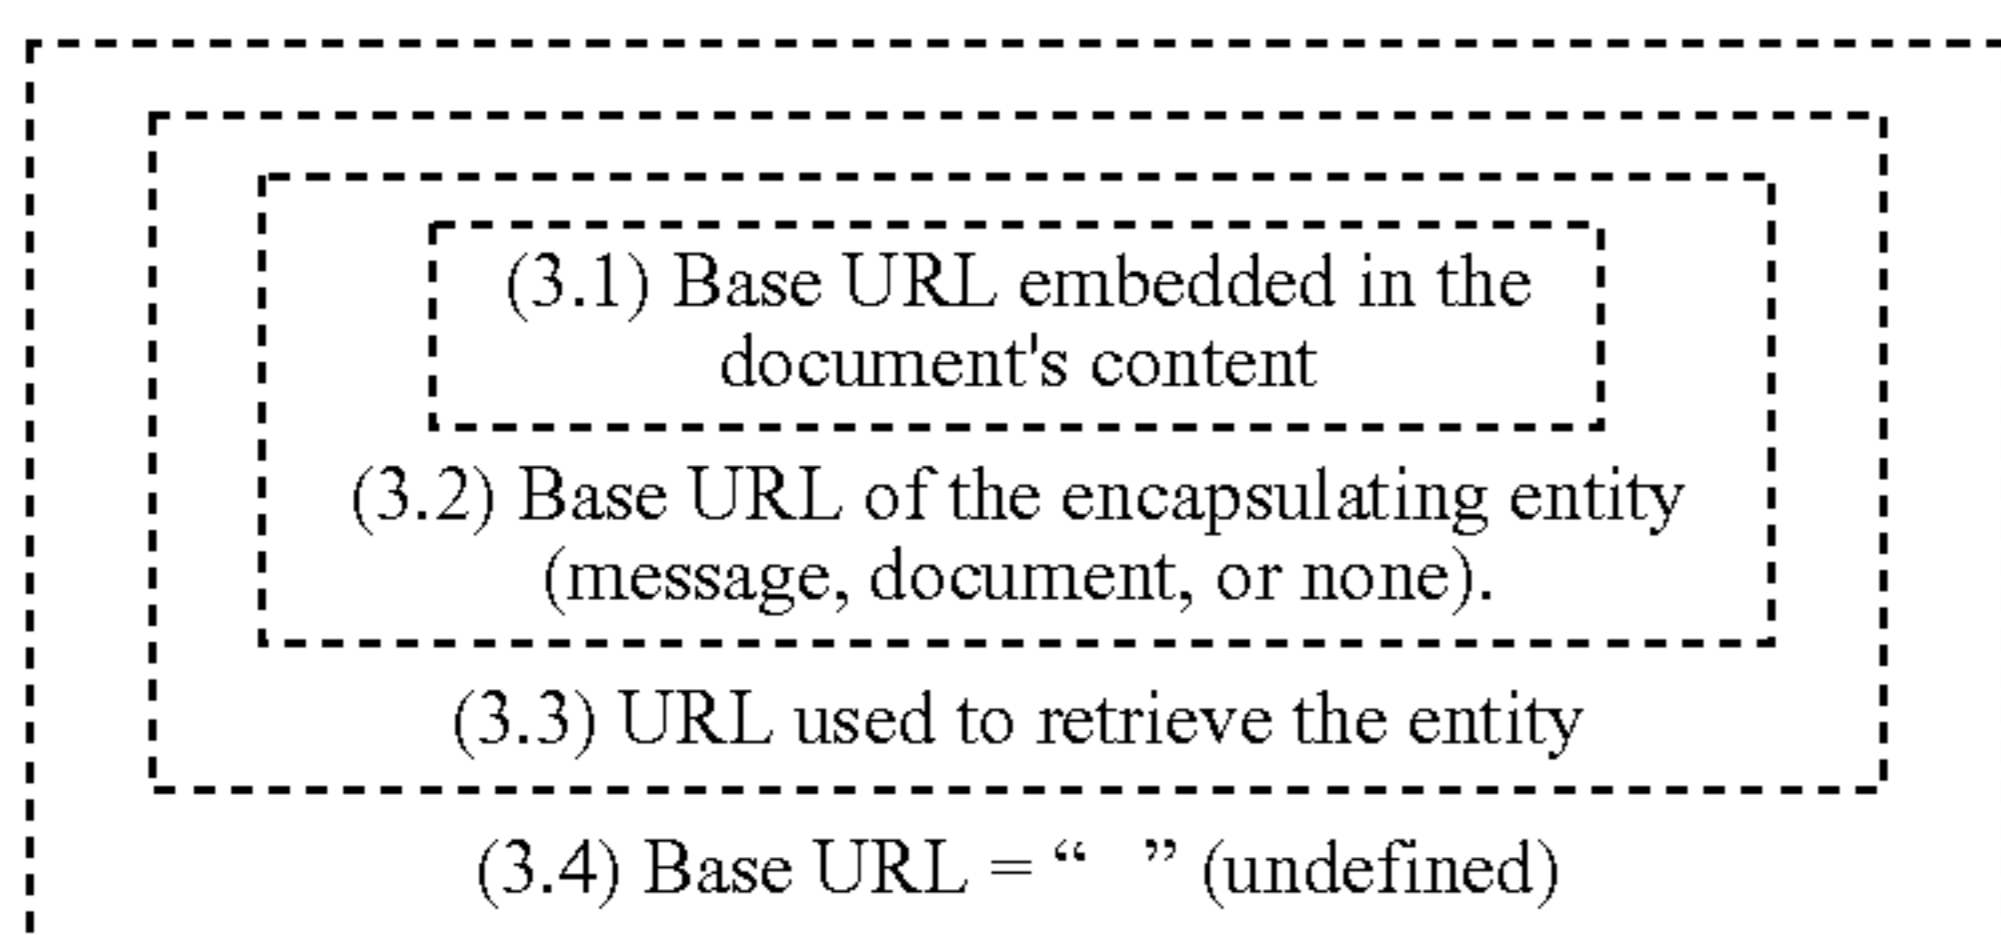 (3.1) Base URL embedded in the
document's content
(3.2) Base URL of the encapsulating entity
(message, document, or none).
(3.3) URL used to retrieve the entity
(3.4) Base URL = “ ” (undefined)